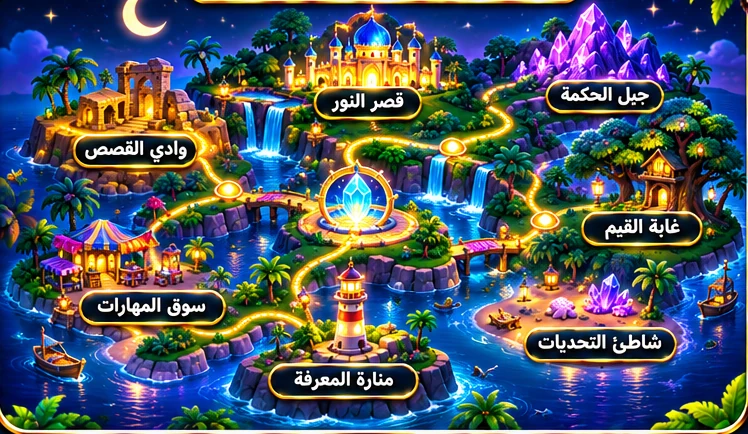 قصر النور
جبل الحكمة
وادي القصص
غابة القيم
سوق المهارات
شاطئ التحديات
منارة المعرفة